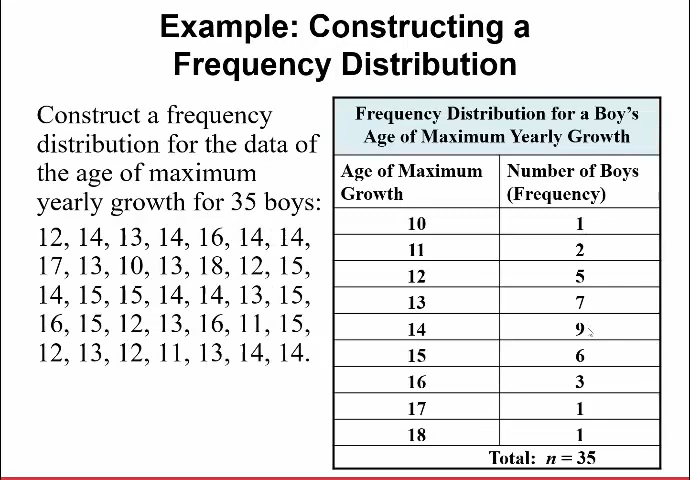 Example: Constructing a
Frequency Distribution
Construct a frequency
distribution for the data of
the age of maximum
yearly growth for 35 boys:
12, 14, 13, 14, 16, 14, 14,
17, 13, 10, 13, 18, 12, 15,
14, 15, 15, 14, 14, 13, 15,
16, 15, 12, 13, 16, 11, 15,
12, 13, 12, 11, 13, 14, 14.
Frequency Distribution for a Boy’s
Age of Maximum Yearly Growth
Age of Maximum Number of Boys
Growth (Frequency)
10 1
11 2
12 5
13 7
14 9
15 6
16 3
17 1
18 1
Total: n = 35